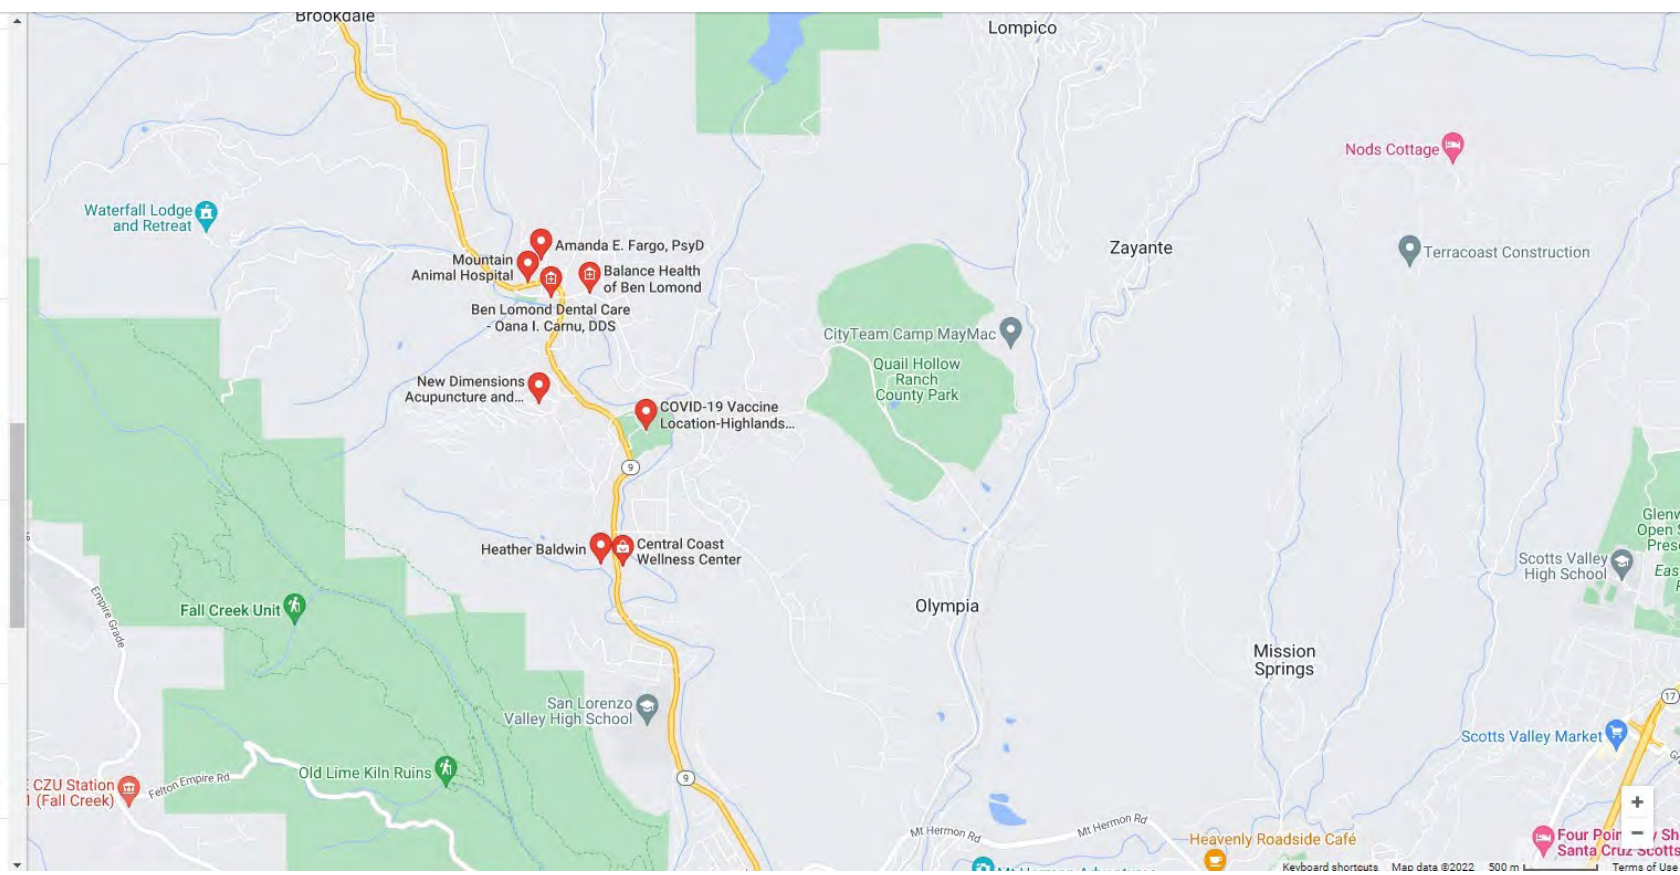 Brookdale
Lompico
Nods Cottage
Waterfall Lodge
and Retreat
Amanda E. Fargo, PsyD
Zayante
Terracoast Construction
Mountain
Animal Hospital
Balance Health
of Ben Lomond
Ben Lomond Dental Care
- Oana I. Carnu, DDS
CityTeam Camp MayMac
Quail Hollow
Ranch
County Park
New Dimensions
Acupuncture and...
COVID-19 Vaccine
Location-Highlands...
9
Heather Baldwin
Central Coast
Wellness Center
Open
Scotts Valley
High School
Empire Grade
Fall Creek Unit
Olympia
Mission
Springs
San Lorenzo
Valley High School
17
Scotts Valley Market
Old Lime Kiln Ruins
9
CZU Station
1 (Fall Creek)
Felton Empire Rd
+
−
Mt Hermon Rd
Mt Hermon Rd
Heavenly Roadside Café
Four
Santa Cruz
Keyboard shortcuts
Map data ©2022
500 m
Terms of Use